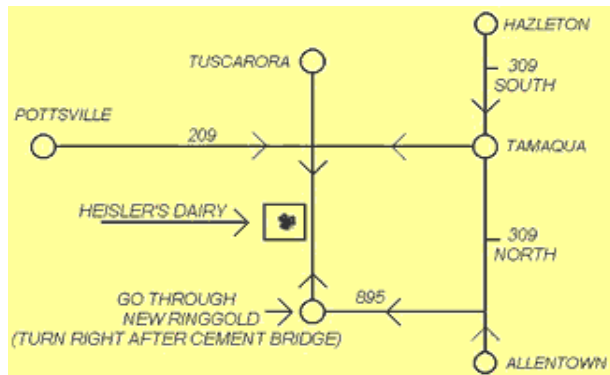 HAZLETON
TUSCARORA
309
SOUTH
POTTSVILLE
209
TAMAQUA
HEISLER'S DAIRY
309
NORTH
GO THROUGH
NEW RINGGOLD
(TURN RIGHT AFTER CEMENT BRIDGE)
895
ALLENTOWN